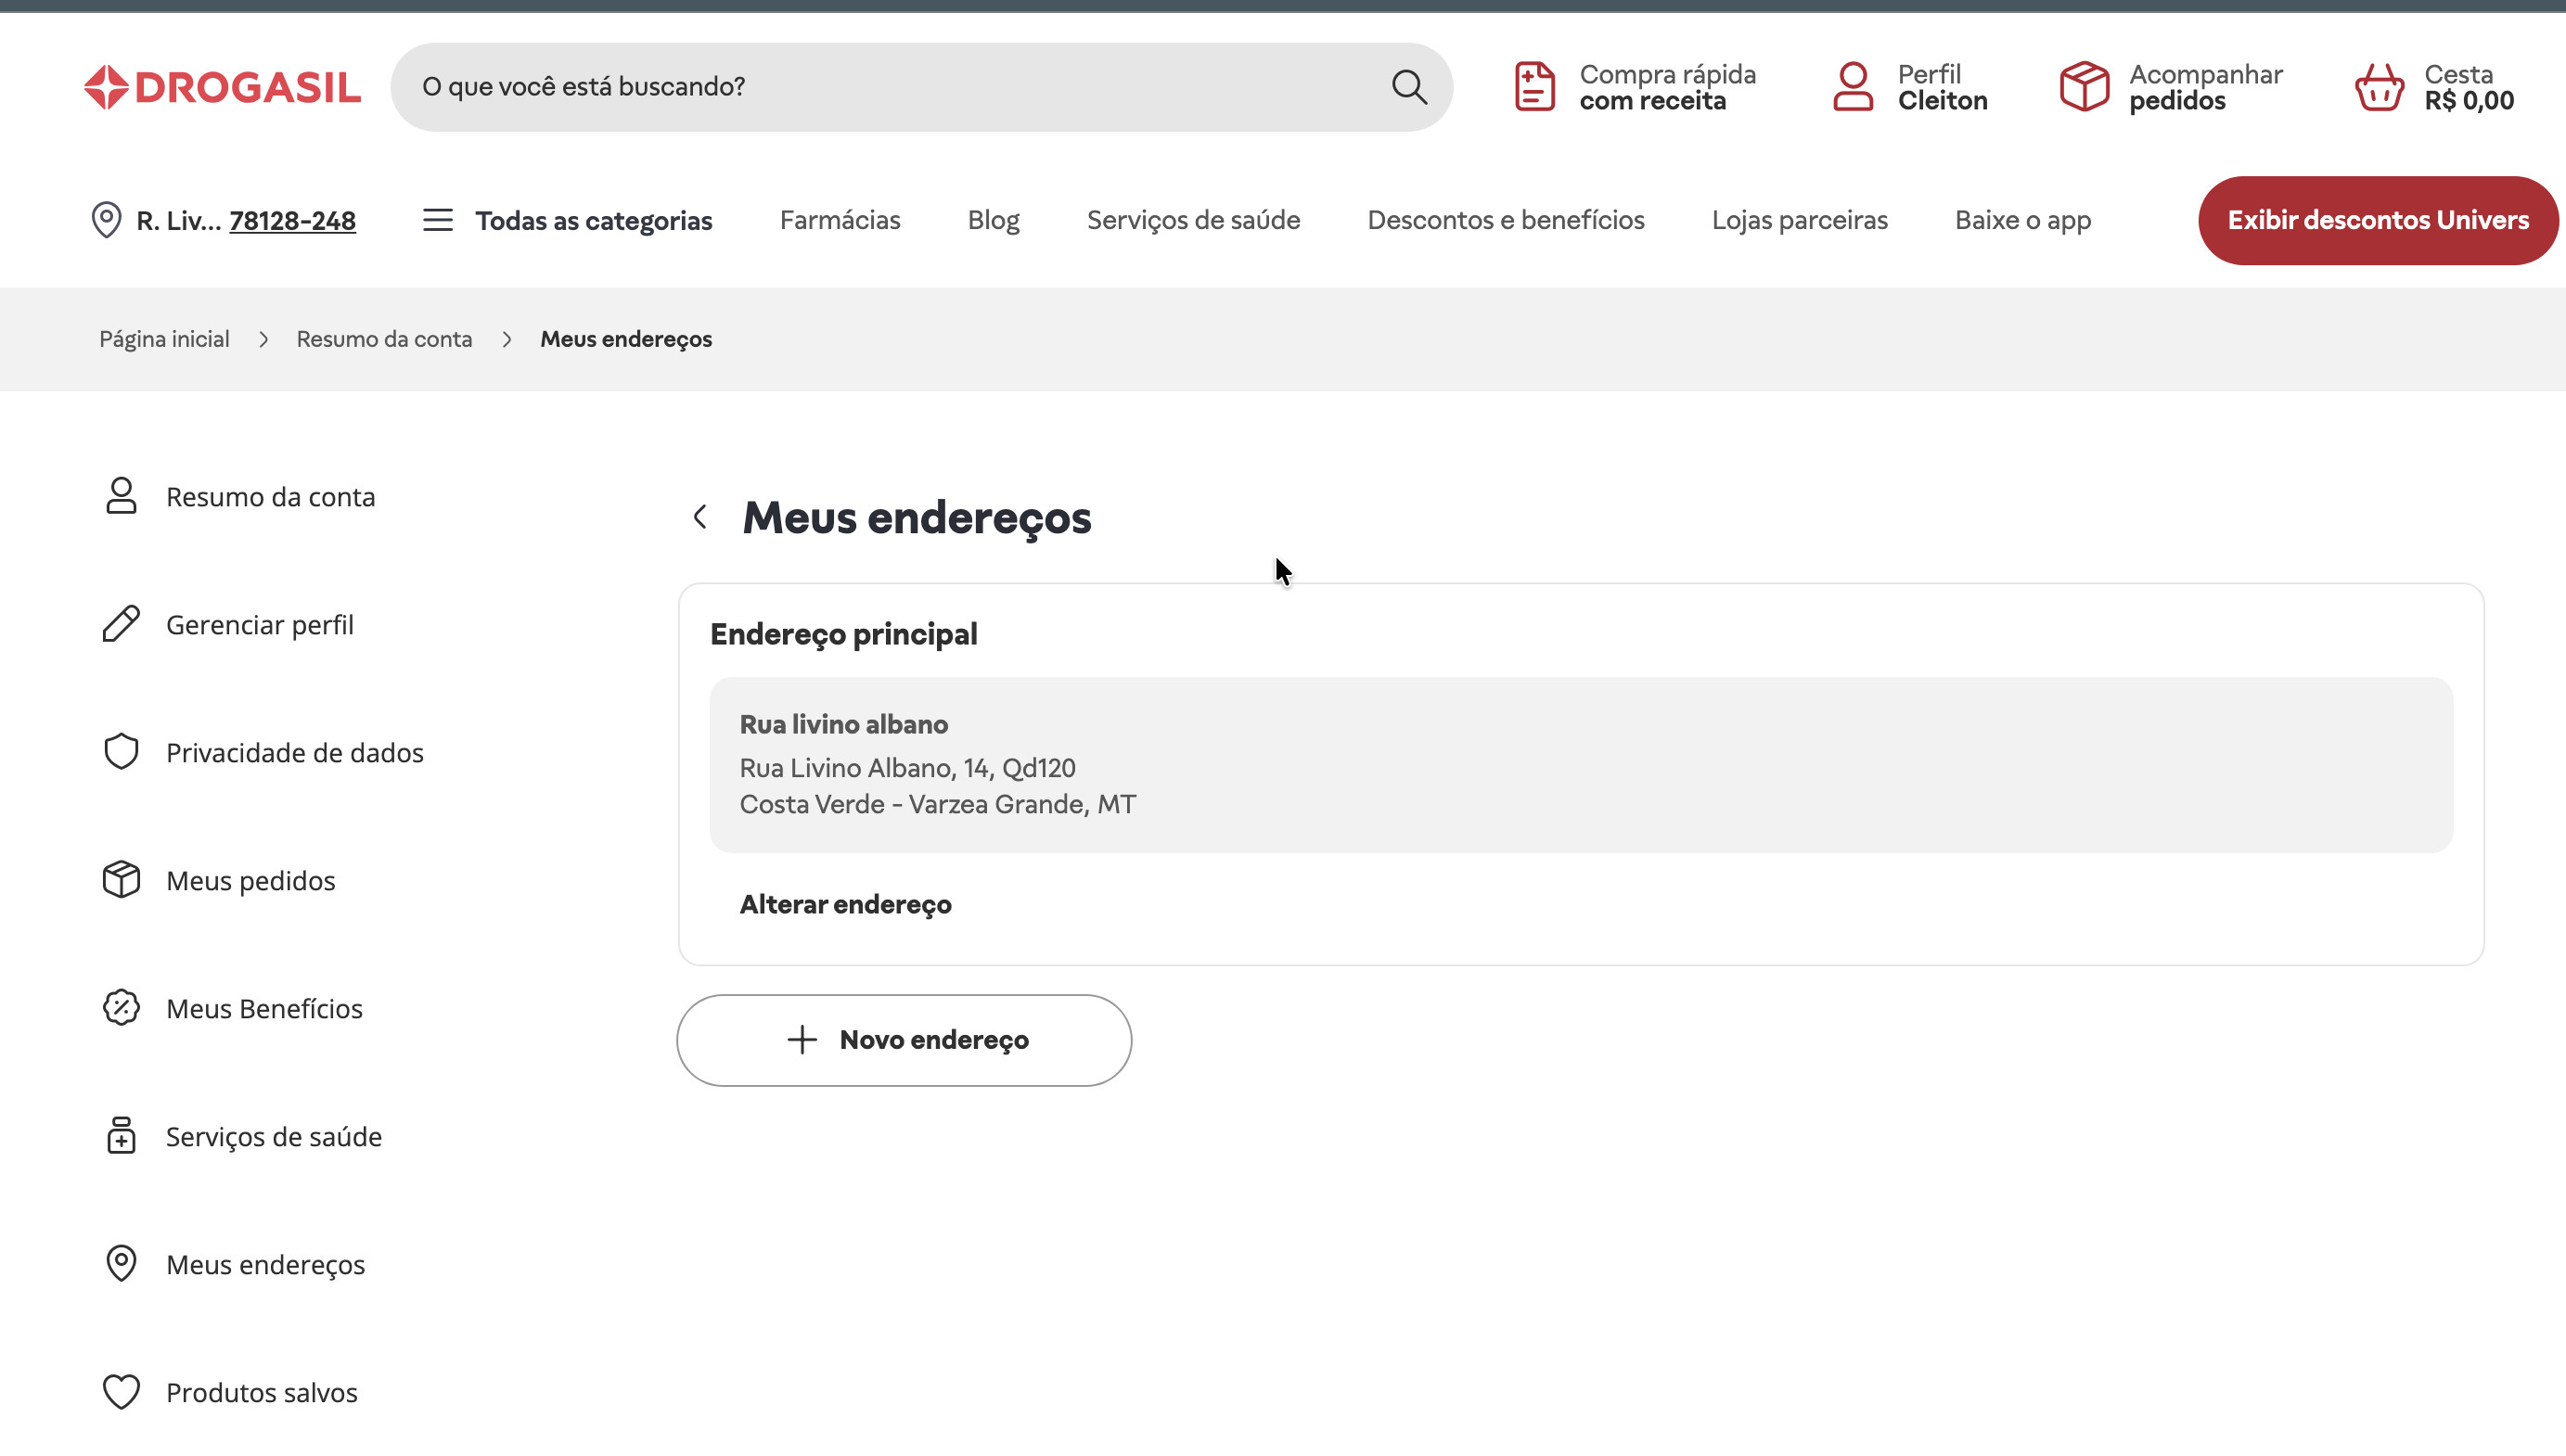 DROGASIL
O que você está buscando?
Compra rápida
com receita
Perfil
Cleiton
Acompanhar
pedidos
Cesta
R$ 0,00
R. Liv... 78128-248
Todas as categorias
Farmácias
Blog
Serviços de saúde
Descontos e benefícios
Lojas parceiras
Baixe o app
Exibir descontos Univers
Página inicial
Resumo da conta
Meus endereços
Resumo da conta
Gerenciar perfil
Privacidade de dados
Meus pedidos
Meus Benefícios
Serviços de saúde
Meus endereços
Produtos salvos
Meus endereços
Endereço principal
Rua livino albano
Rua Livino Albano, 14, Qd120
Costa Verde - Varzea Grande, MT
Alterar endereço
Novo endereço